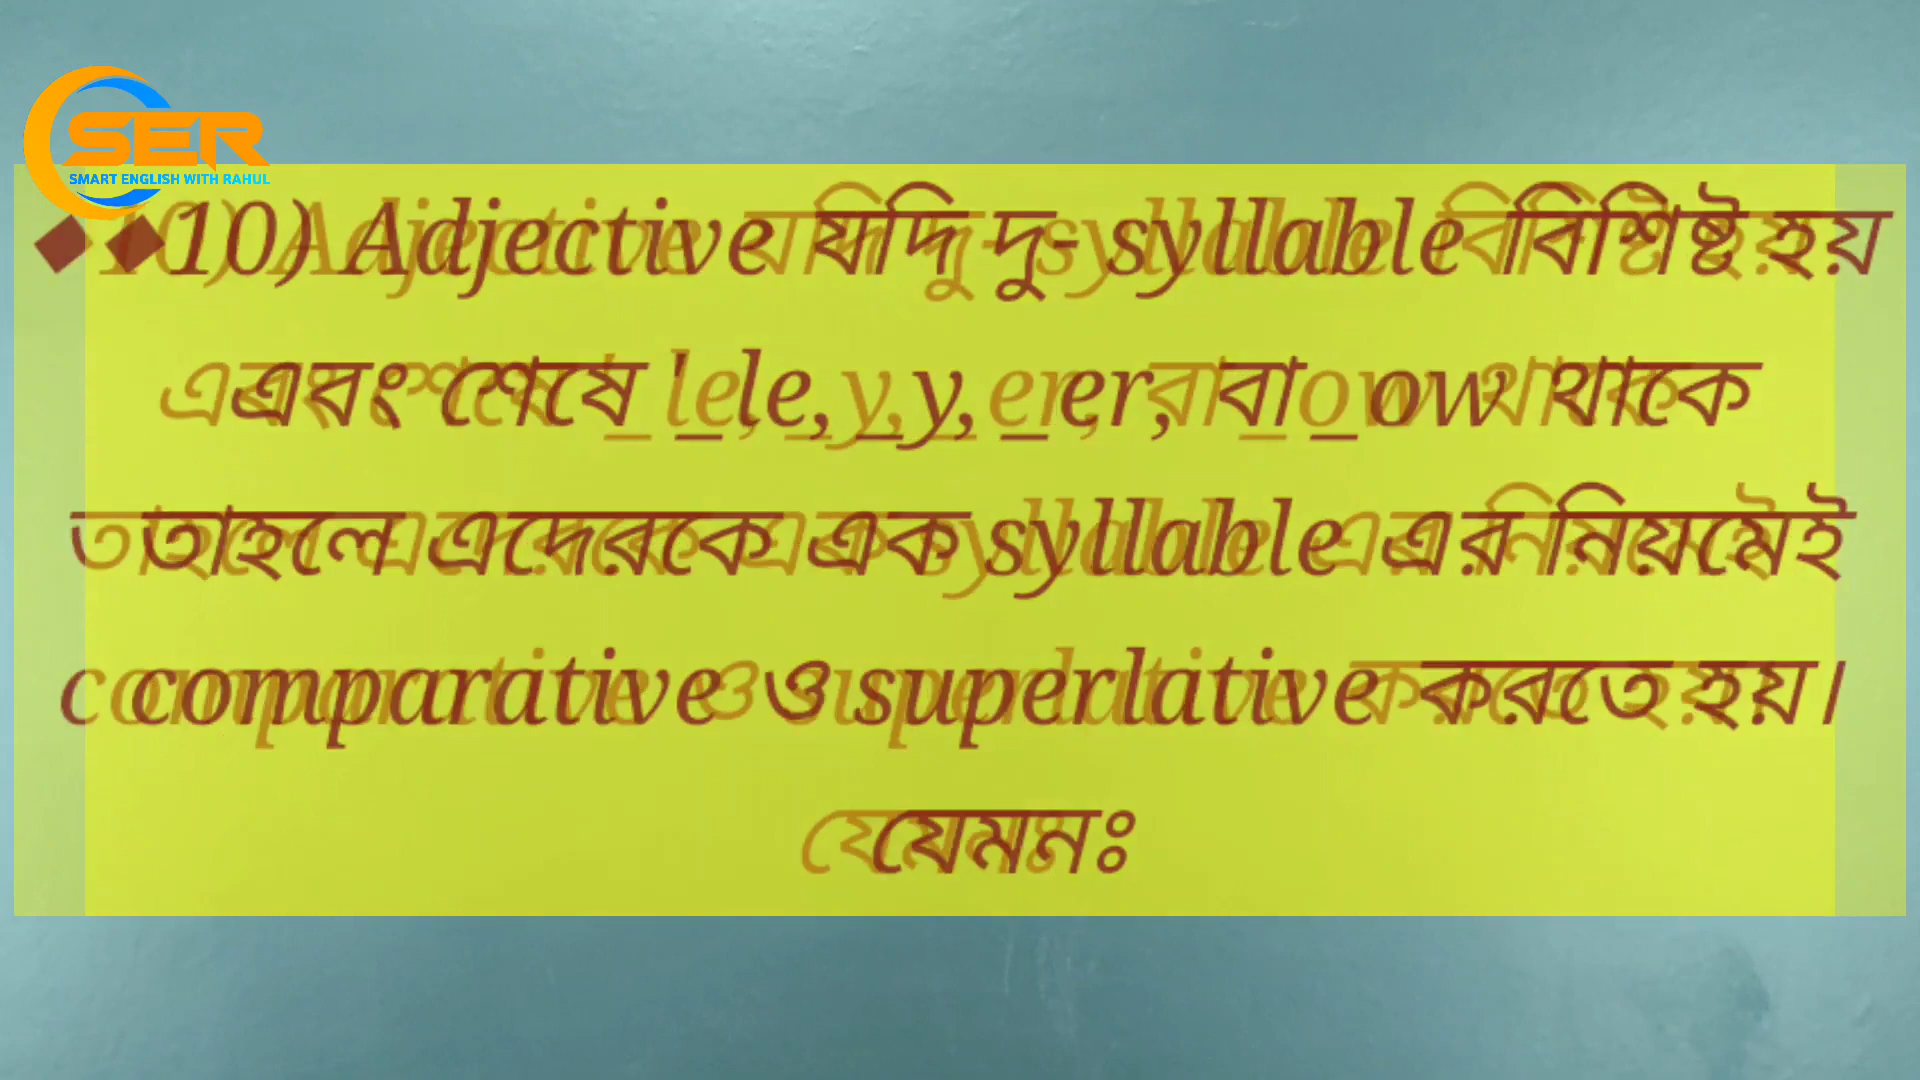 SER
SMART ENGLISH WITH RAHUL
◆10) Adjective যদি দু- syllable বিশিষ্ট হয়
এবং শেষে '_le, _y, _er, বা _ow থাকে
তাহলে এদেরকে এক syllable এর নিয়মেই
comparative ও superlative করতে হয়।
যেমনঃ